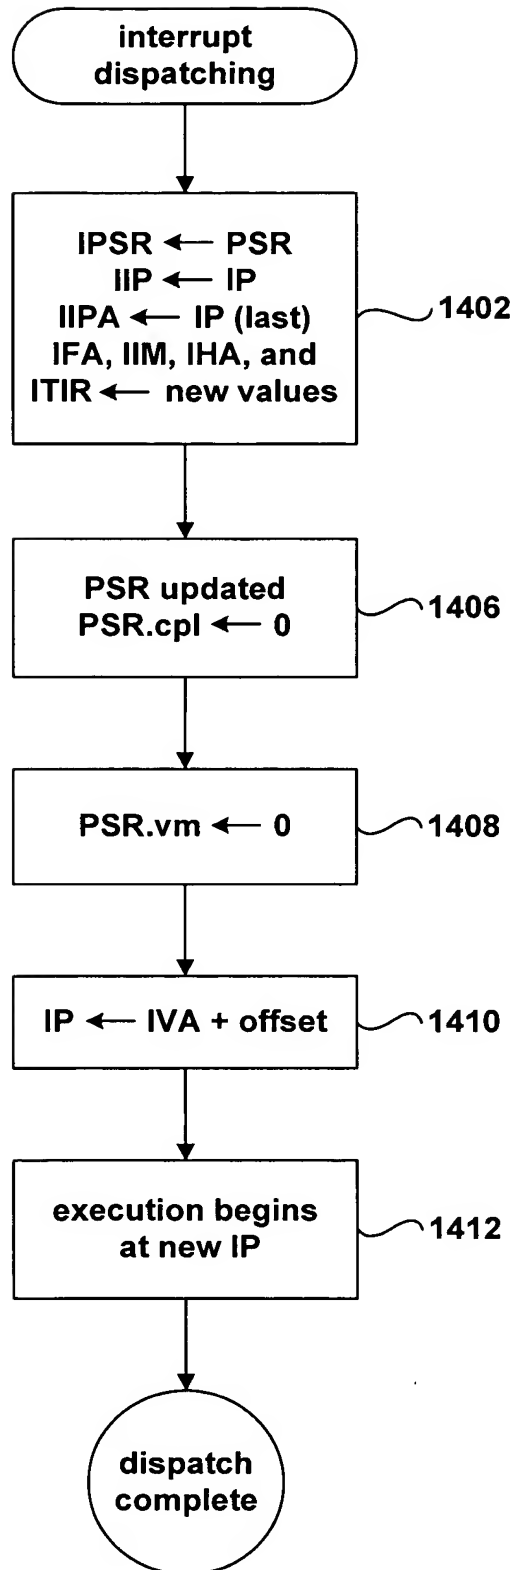 interrupt
dispatching
IPSR ← PSR
IIP ← IP
IIPA ← IP (last)
IFA, IIM, IHA, and
ITIR ← new values
1402
PSR updated
PSR.cpl ← 0
1406
PSR.vm ← 0
1408
IP ← IVA + offset
1410
execution begins
at new IP
1412
dispatch
complete